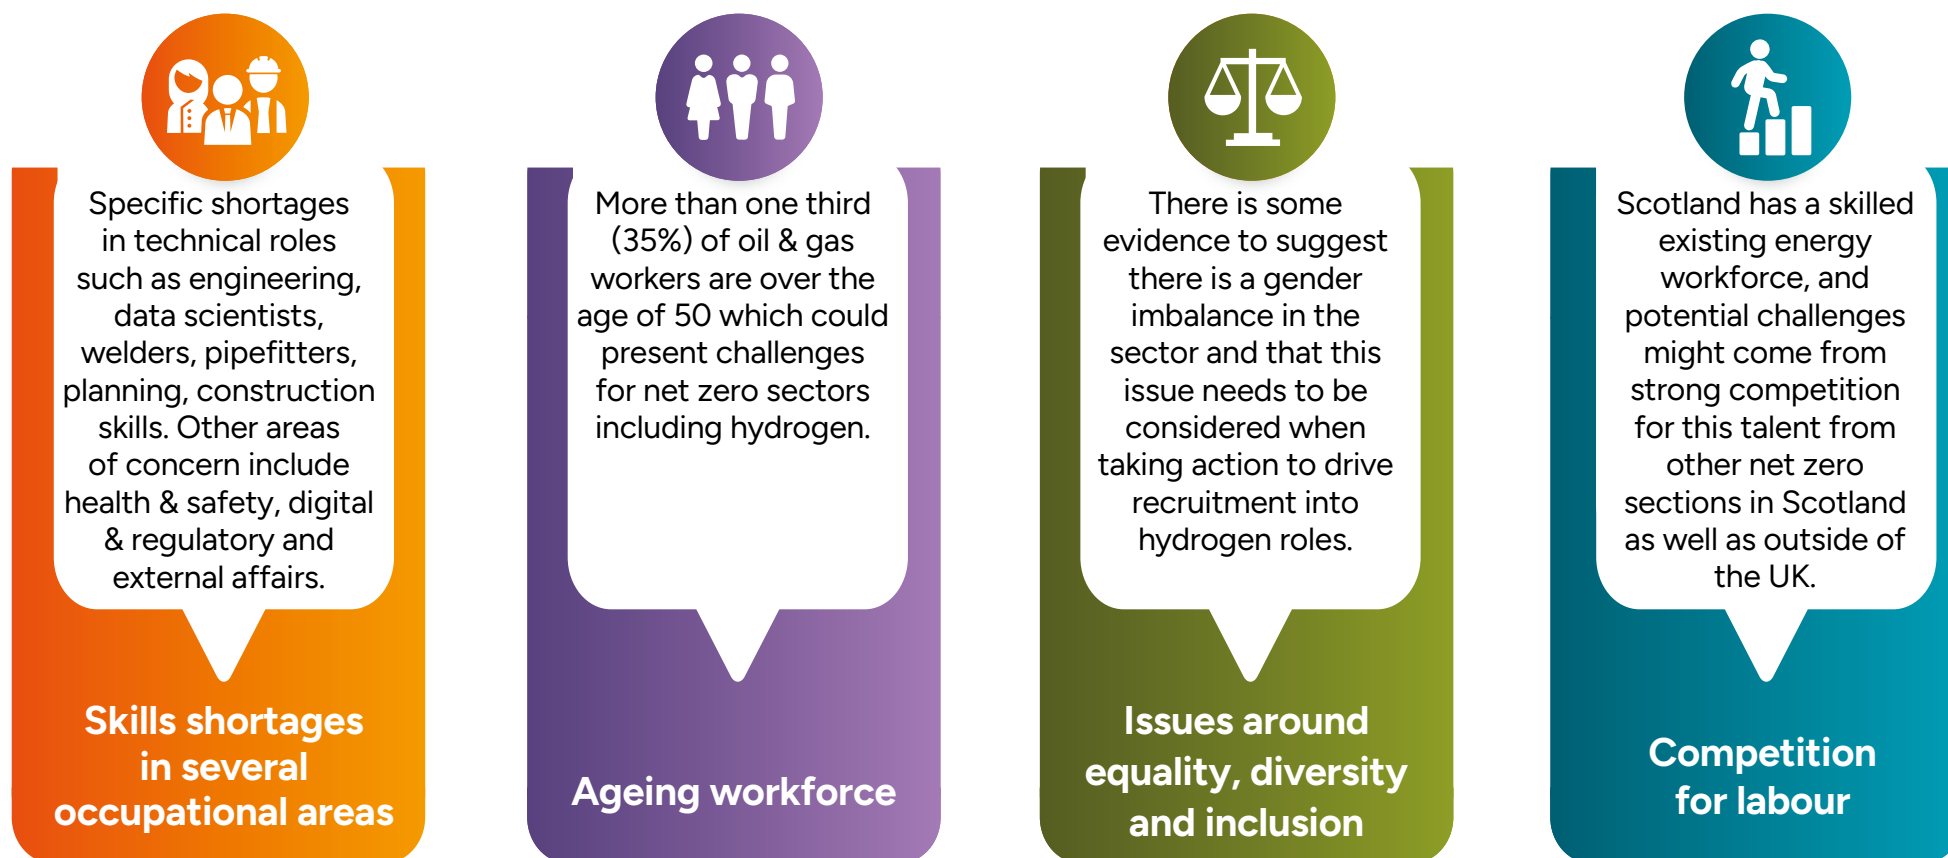 Specific shortages
in technical roles
such as engineering,
data scientists,
welders, pipefitters,
planning, construction
skills. Other areas
of concern include
health & safety, digital
& regulatory and
external affairs.
Skills shortages
in several
occupational areas
More than one third
(35%) of oil & gas
workers are over the
age of 50 which could
present challenges
for net zero sectors
including hydrogen.
Ageing workforce
There is some
evidence to suggest
there is a gender
imbalance in the
sector and that this
issue needs to be
considered when
taking action to drive
recruitment into
hydrogen roles.
Issues around
equality, diversity
and inclusion
Scotland has a skilled
existing energy
workforce, and
potential challenges
might come from
strong competition
for this talent from
other net zero
sections in Scotland
as well as outside of
the UK.
Competition
for labour